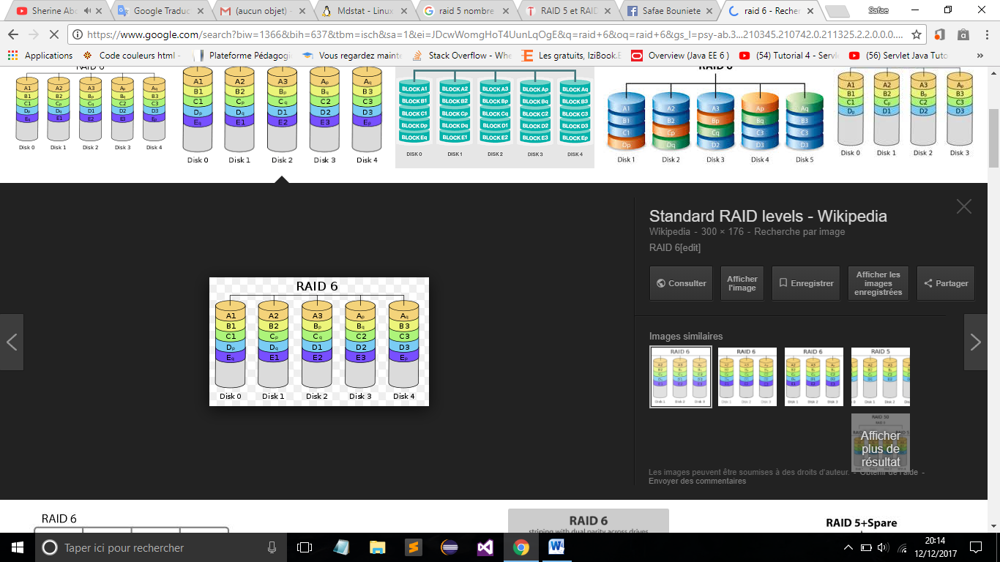 Sherine Abo
Google Traduc
(aucun objet) -
Mdstat - Linux
raid 5 nombre
RAID 5 et RAID
Safae Bouniete
raid 6 - Recher
Safae
https://www.google.com/search?biw=1366&bih=637&tbm=isch&sa=1&ei=JDcwWomgHoT4UunLqOgE&q=raid+6&oq=raid+6&gs_l=psy-ab.3...210345.210742.0.211325.2.2.0.0.0....
Applications
Code couleurs html -
Plateforme Pédagogi
Vous regardez mainte
Stack Overflow - Whe
Les gratuits, IziBook.E
Overview (Java EE 6 )
(54) Tutorial 4 - Servle
(56) Servlet Java Tuto
»
RAID 6
A1 A2 A3 Ap Aq
B1 B2 Bp Bq B3
C1 Cp Cq C2 C3
Dp Dq D1 D2 D3
Eq E1 E2 E3 Ep
Disk 0 Disk 1 Disk 2 Disk 3 Disk 4
A1 A2 A3 Ap Aq
B1 B2 Bp Bq B3
C1 Cp Cq C2 C3
Dp Dq D1 D2 D3
Eq E1 E2 E3 Ep
Disk 0 Disk 1 Disk 2 Disk 3 Disk 4
BLOCK A1 BLOCK A2 BLOCK A3 BLOCK Ap BLOCK Aq
BLOCK B1 BLOCK B2 BLOCK Bp BLOCK Bq BLOCK B3
BLOCK C1 BLOCK Cp BLOCK Cq BLOCK C2 BLOCK C3
BLOCK Dp BLOCK Dq BLOCK D1 BLOCK D2 BLOCK D3
BLOCK Eq BLOCK E1 BLOCK E2 BLOCK E3 BLOCK Ep
DISK 0 DISK 1 DISK 2 DISK 3 DISK 4
RAID 6
A1 A2 A3 Ap Aq
B1 B2 Bp Bq B3
C1 Cp Cq C3 C3
Dp Dq D3 D3 D3
Disk 1 Disk 2 Disk 3 Disk 4 Disk 5
A1 A2 A3 Ap
B1 B2 Bp B3
C1 Cp C2 C3
Dp D1 D2 D3
Disk 0 Disk 1 Disk 2 Disk 3
RAID 6
A1 A2 A3 Ap Aq
B1 B2 Bp Bq B3
C1 Cp Cq C2 C3
Dp Dq D1 D2 D3
Eq E1 E2 E3 Ep
Disk 0 Disk 1 Disk 2 Disk 3 Disk 4
Standard RAID levels - Wikipedia
Wikipedia - 300 × 176 - Recherche par image
RAID 6[edit]
Consulter
Afficher
l'image
Enregistrer
Afficher les
images
enregistrées
Partager
Images similaires
RAID 6
RAID 6
RAID 6
RAID 5
Afficher
plus de
résultat
Les images peuvent être soumises à des droits d'auteur. - Obtenir de l'aide -
Envoyer des commentaires
RAID 6
RAID 6
striping with dual parity across drives
RAID 5+Spare
Taper ici pour rechercher
20:14
12/12/2017